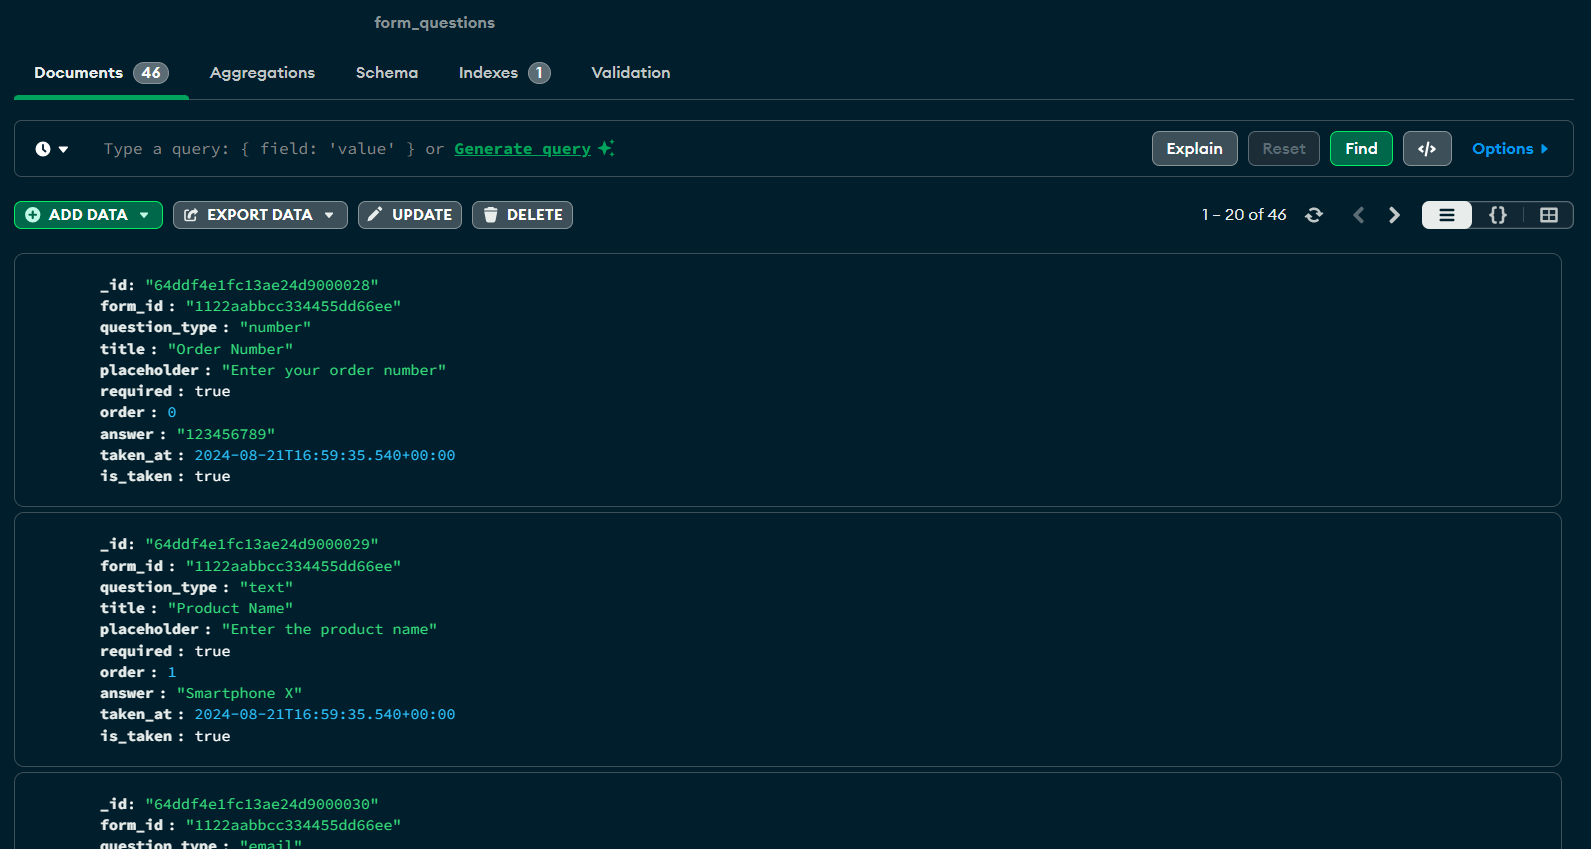 form_questions
Documents 46 Aggregations Schema Indexes 1 Validation
Type a query: { field: 'value' } or Generate query Explain Reset Find </> Options
ADD DATA EXPORT DATA UPDATE DELETE 1 – 20 of 46 {}
_id: "64ddf4e1fc13ae24d9000028"
form_id : "1122aabbcc334455dd66ee"
question_type : "number"
title : "Order Number"
placeholder : "Enter your order number"
required : true
order : 0
answer : "123456789"
taken_at : 2024-08-21T16:59:35.540+00:00
is_taken : true
_id: "64ddf4e1fc13ae24d9000029"
form_id : "1122aabbcc334455dd66ee"
question_type : "text"
title : "Product Name"
placeholder : "Enter the product name"
required : true
order : 1
answer : "Smartphone X"
taken_at : 2024-08-21T16:59:35.540+00:00
is_taken : true
_id: "64ddf4e1fc13ae24d9000030"
form_id : "1122aabbcc334455dd66ee"
question_type : "email"